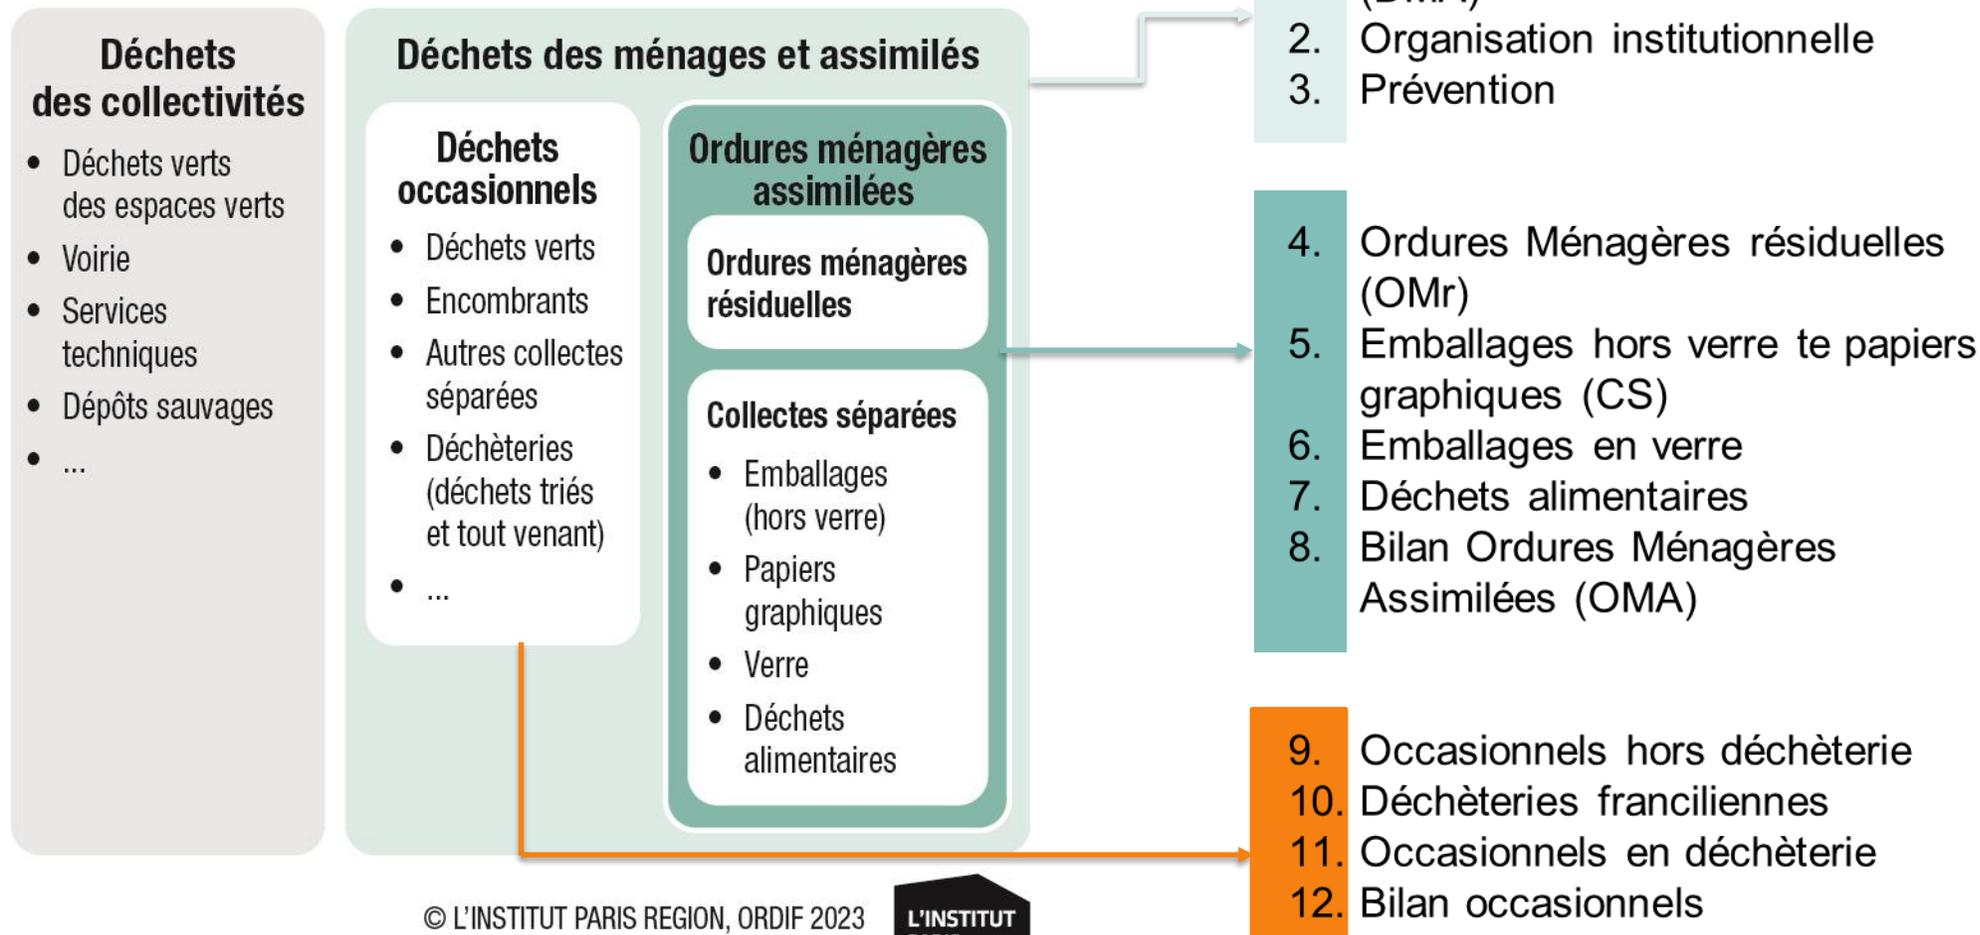 Déchets
des collectivités
• Déchets verts
des espaces verts
• Voirie
• Services
techniques
• Dépôts sauvages
• ...
Déchets des ménages et assimilés
Déchets
occasionnels
• Déchets verts
• Encombrants
• Autres collectes
séparées
• Déchèteries
(déchets triés
et tout venant)
• ...
Ordures ménagères
assimilées
Ordures ménagères
résiduelles
Collectes séparées
• Emballages
(hors verre)
• Papiers
graphiques
• Verre
• Déchets
alimentaires
(DMA)
2. Organisation institutionnelle
3. Prévention
4. Ordures Ménagères résiduelles
(OMr)
5. Emballages hors verre te papiers
graphiques (CS)
6. Emballages en verre
7. Déchets alimentaires
8. Bilan Ordures Ménagères
Assimilées (OMA)
9. Occasionnels hors déchèterie
10. Déchèteries franciliennes
11. Occasionnels en déchèterie
12. Bilan occasionnels
© L'INSTITUT PARIS REGION, ORDIF 2023
L'INSTITUT